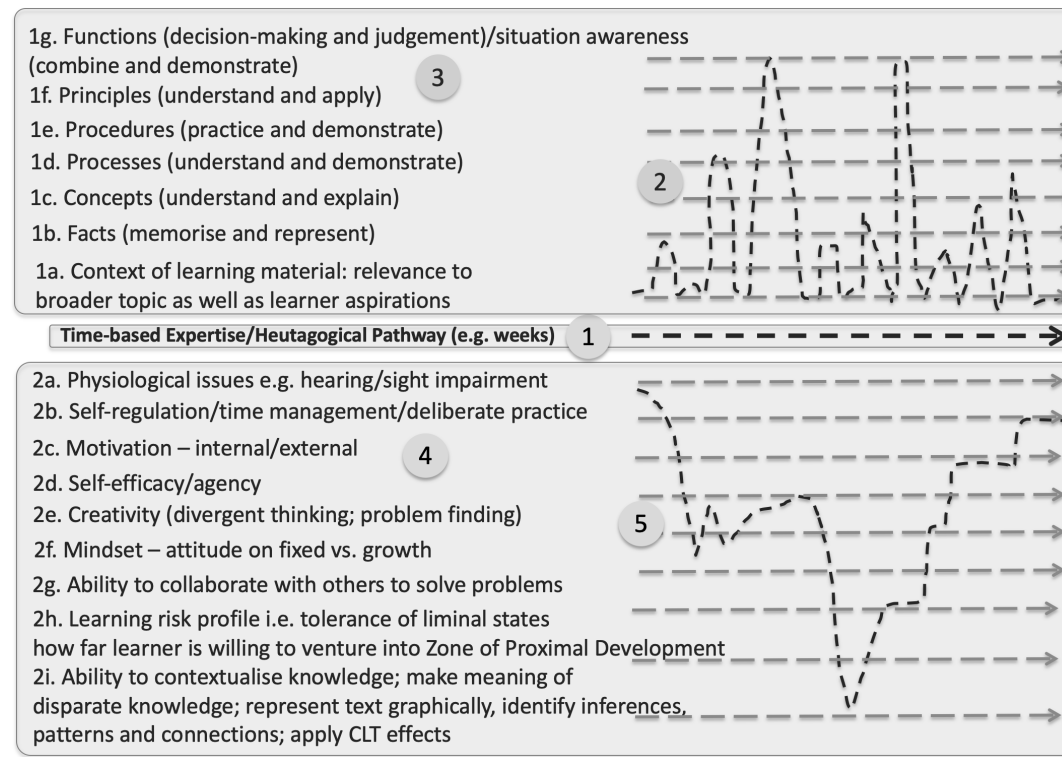 1g. Functions (decision-making and judgement)/situation awareness
(combine and demonstrate)
3
1f. Principles (understand and apply)
1e. Procedures (practice and demonstrate)
1d. Processes (understand and demonstrate)
2
1c. Concepts (understand and explain)
1b. Facts (memorise and represent)
1a. Context of learning material: relevance to
broader topic as well as learner aspirations
Time-based Expertise/Heutagogical Pathway (e.g. weeks)
1
2a. Physiological issues e.g. hearing/sight impairment
2b. Self-regulation/time management/deliberate practice
2c. Motivation – internal/external
4
2d. Self-efficacy/agency
2e. Creativity (divergent thinking; problem finding)
5
2f. Mindset – attitude on fixed vs. growth
2g. Ability to collaborate with others to solve problems
2h. Learning risk profile i.e. tolerance of liminal states
how far learner is willing to venture into Zone of Proximal Development
2i. Ability to contextualise knowledge; make meaning of
disparate knowledge; represent text graphically, identify inferences,
patterns and connections; apply CLT effects